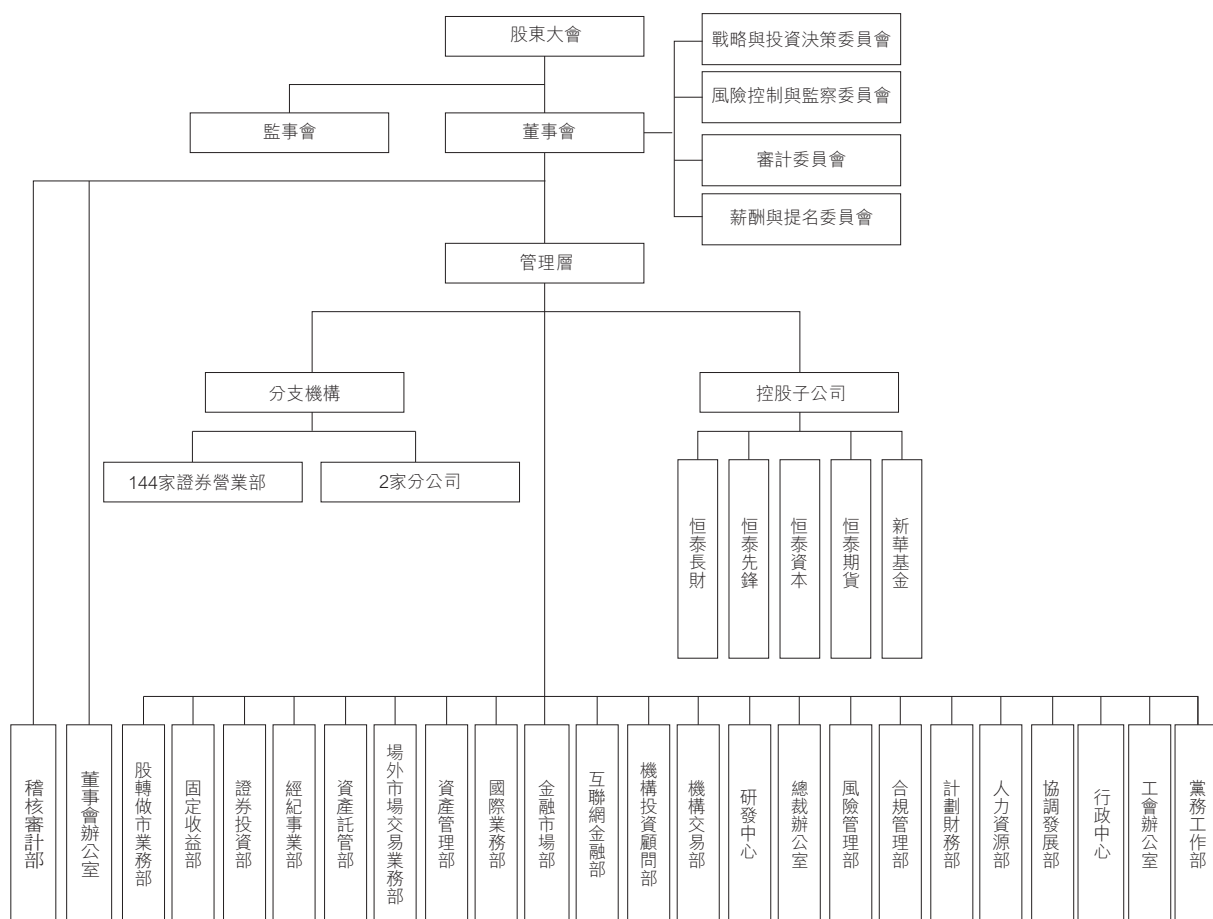 股東大會
戰略與投資決策委員會
風險控制與監察委員會
監事會
董事會
審計委員會
薪酬與提名委員會
管理層
分支機構
控股子公司
144家證券營業部
2家分公司
恒泰長財
恒泰先鋒
恒泰資本
恒泰期貨
新華基金
稽核審計部
董事會辦公室
股轉做市業務部
固定收益部
證券投資部
經紀事業部
資產託管部
場外市場交易業務部
資產管理部
國際業務部
金融市場部
互聯網金融部
機構投資顧問部
機構交易部
研發中心
總裁辦公室
風險管理部
合規管理部
計劃財務部
人力資源部
協調發展部
行政中心
工會辦公室
黨務工作部